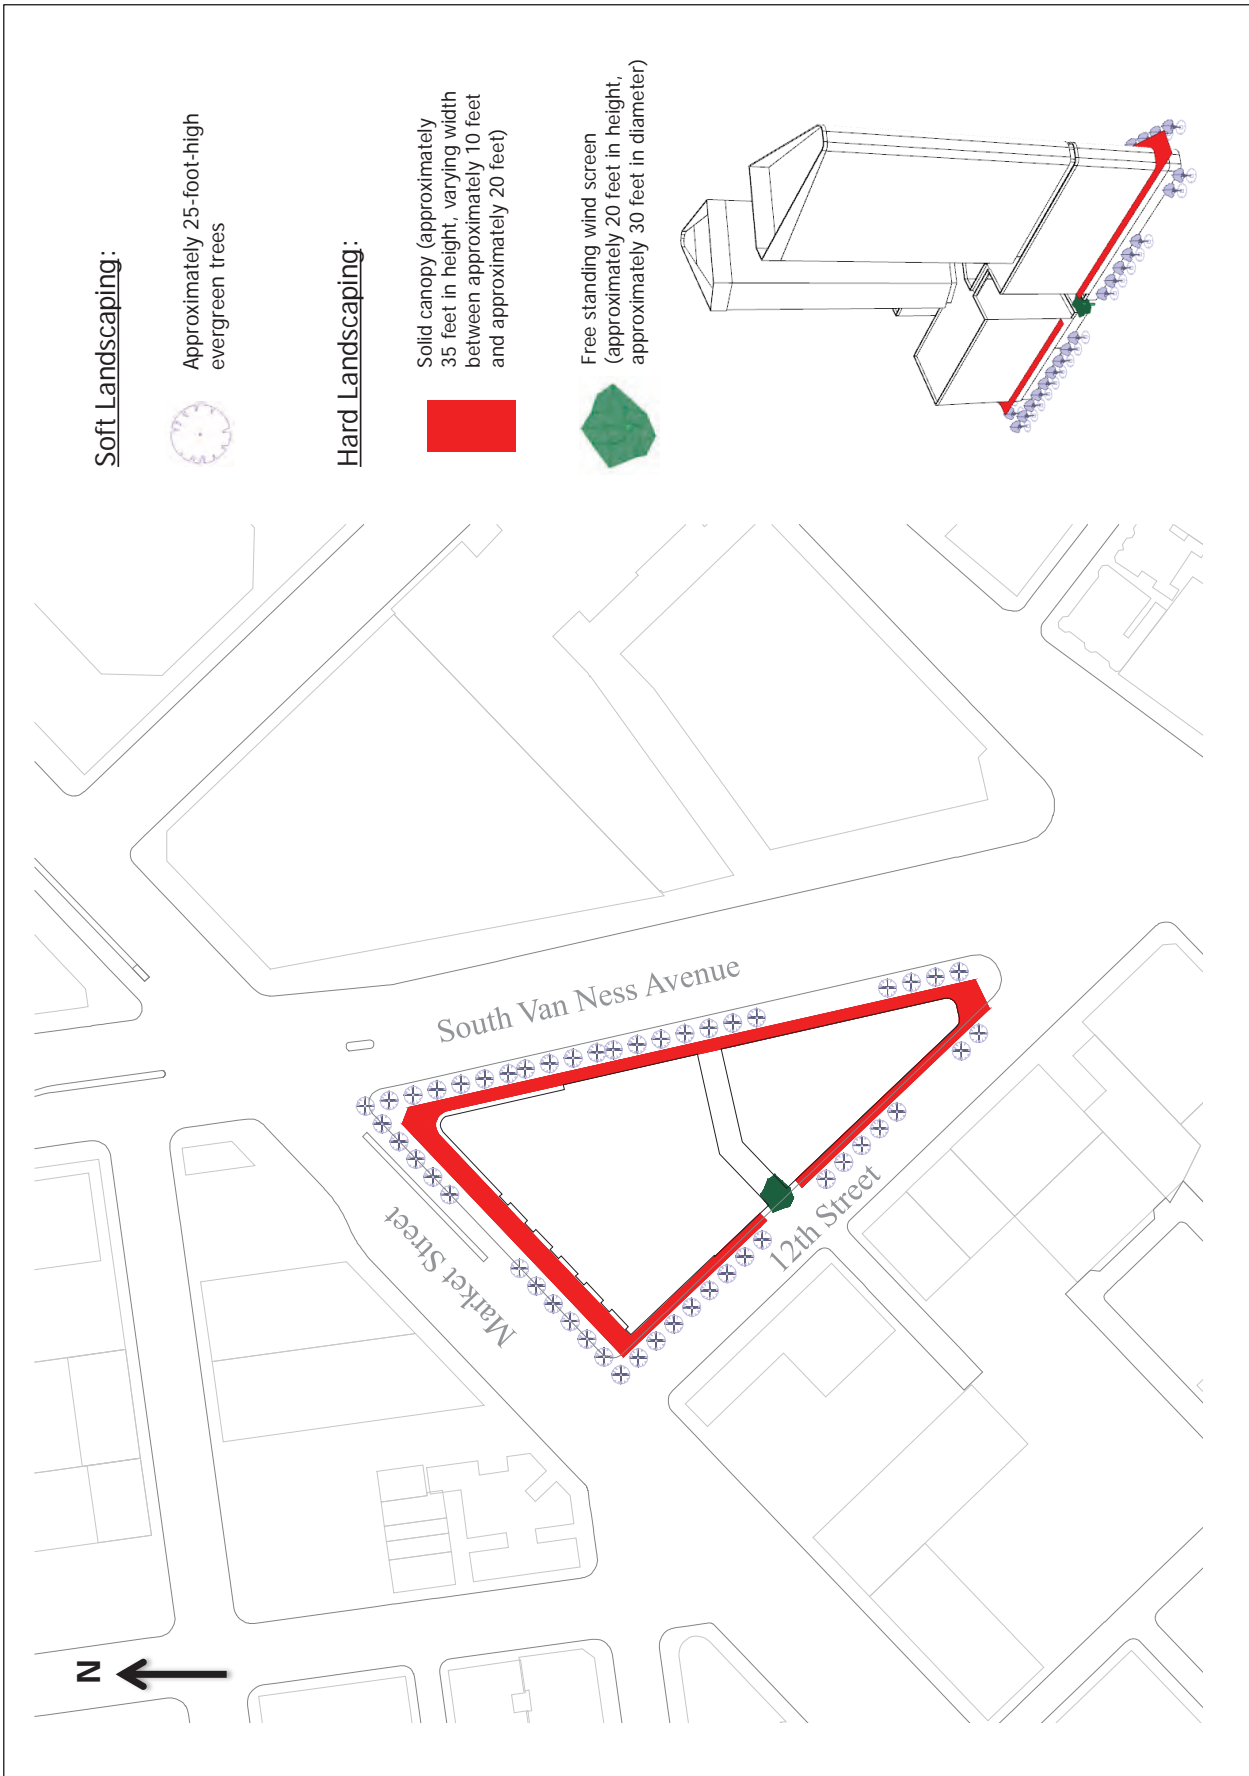 Soft Landscaping:
Approximately 25-foot-high
evergreen trees
Hard Landscaping:
Solid canopy (approximately
35 feet in height, varying width
between approximately 10 feet
and approximately 20 feet)
Free standing wind screen
(approximately 20 feet in height,
approximately 30 feet in diameter)
South Van Ness Avenue
Market Street
12th Street
N